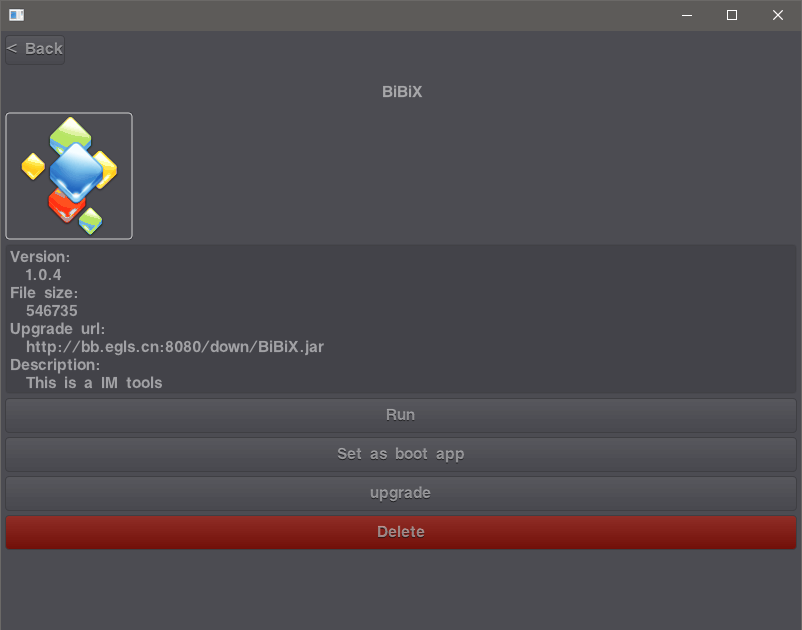 < Back
BiBiX
Version:
1.0.4
File size:
546735
Upgrade url:
http://bb.egls.cn:8080/down/BiBiX.jar
Description:
This is a IM tools
Run
Set as boot app
upgrade
Delete